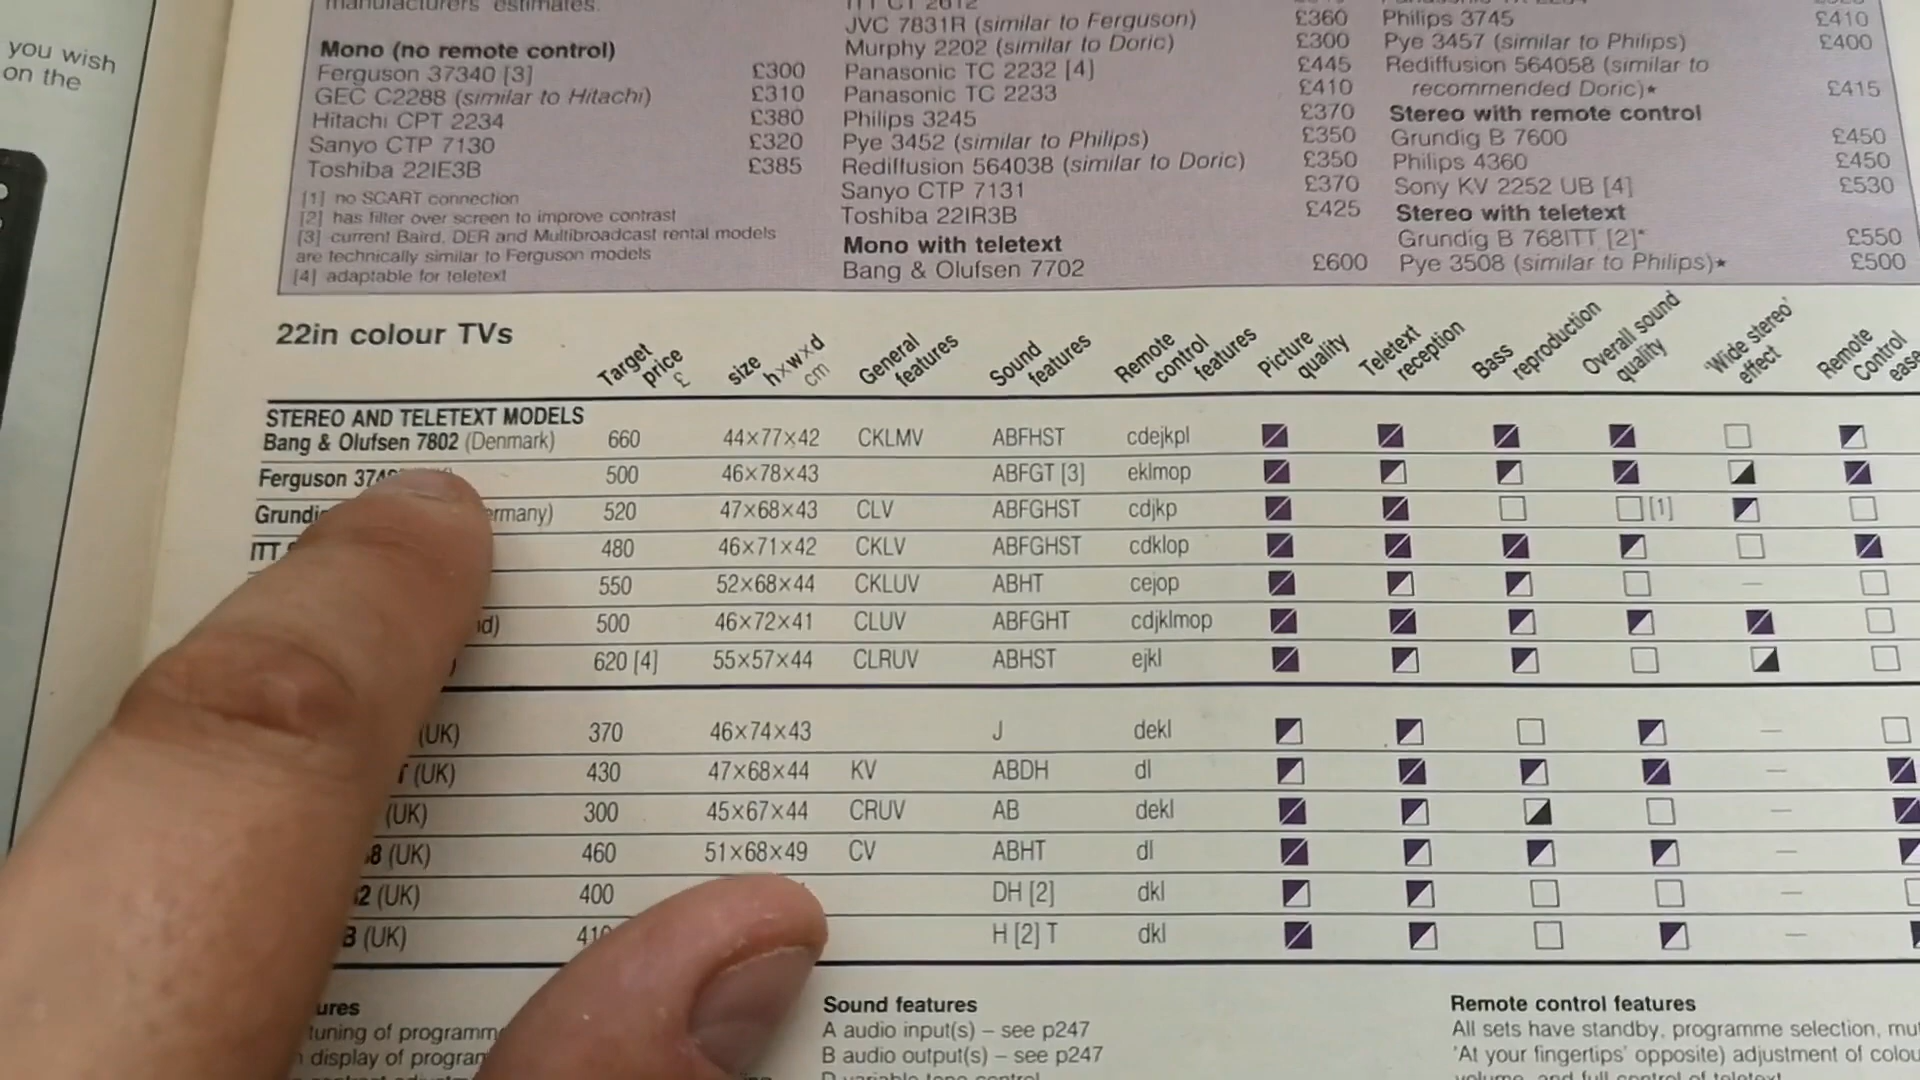 manufacturers' estimates.
you wish
on the
Mono (no remote control)
Ferguson 37340 [3] £300
GEC C2288 (similar to Hitachi) £310
Hitachi CPT 2234 £380
Sanyo CTP 7130 £320
Toshiba 22IE3B £385
[1] no SCART connection
[2] has filter over screen to improve contrast
[3] current Baird, DER and Multibroadcast rental models
are technically similar to Ferguson models
[4] adaptable for teletext
JVC 7831R (similar to Ferguson) £360
Murphy 2202 (similar to Doric) £300
Panasonic TC 2232 [4] £445
Panasonic TC 2233 £410
Philips 3245 £370
Pye 3452 (similar to Philips) £350
Rediffusion 564038 (similar to Doric) £350
Sanyo CTP 7131 £370
Toshiba 22IR3B £425
Mono with teletext
Bang & Olufsen 7702 £600
Philips 3745 £410
Pye 3457 (similar to Philips) £400
Rediffusion 564058 (similar to
recommended Doric)★ £415
Stereo with remote control
Grundig B 7600 £450
Philips 4360 £450
Sony KV 2252 UB [4] £530
Stereo with teletext
Grundig B 768ITT [2]* £550
Pye 3508 (similar to Philips)★ £500
22in colour TVs
Target price £ size h×w×d cm General features Sound features Remote control features Picture quality Teletext reception Bass reproduction Overall sound quality 'Wide stereo' effect Remote Control
STEREO AND TELETEXT MODELS
Bang & Olufsen 7802 (Denmark) 660 44×77×42 CKLMV ABFHST cdejkpl
Ferguson 500 46×78×43 ABFGT [3] eklmop
520 47×68×43 CLV ABFGHST cdjkp [1]
ITT 480 46×71×42 CKLV ABFGHST cdklop
550 52×68×44 CKLUV ABHT cejop –
500 46×72×41 CLUV ABFGHT cdjklmop
620 [4] 55×57×44 CLRUV ABHST ejkl
(UK) 370 46×74×43 J dekl –
(UK) 430 47×68×44 KV ABDH dl –
(UK) 300 45×67×44 CRUV AB dekl –
(UK) 460 51×68×49 CV ABHT dl –
(UK) 400 DH [2] dkl –
(UK) H [2] T dkl –
tuning of
display of
Sound features
A audio input(s) – see p247
B audio output(s) – see p247
Remote control features
All sets have standby, programme selection,
'At your fingertips' opposite) adjustment of